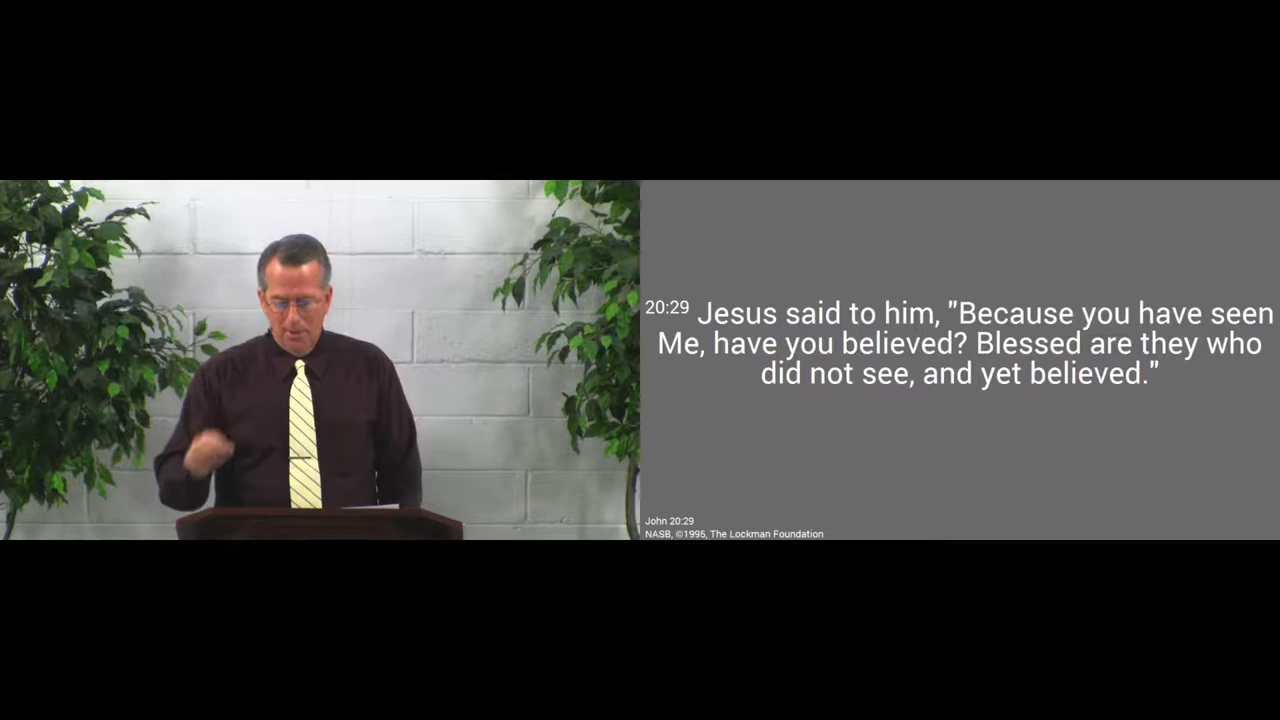 20:29 Jesus said to him, "Because you have seen
Me, have you believed? Blessed are they who
did not see, and yet believed."
John 20:29
NASB, ©1995, The Lockman Foundation